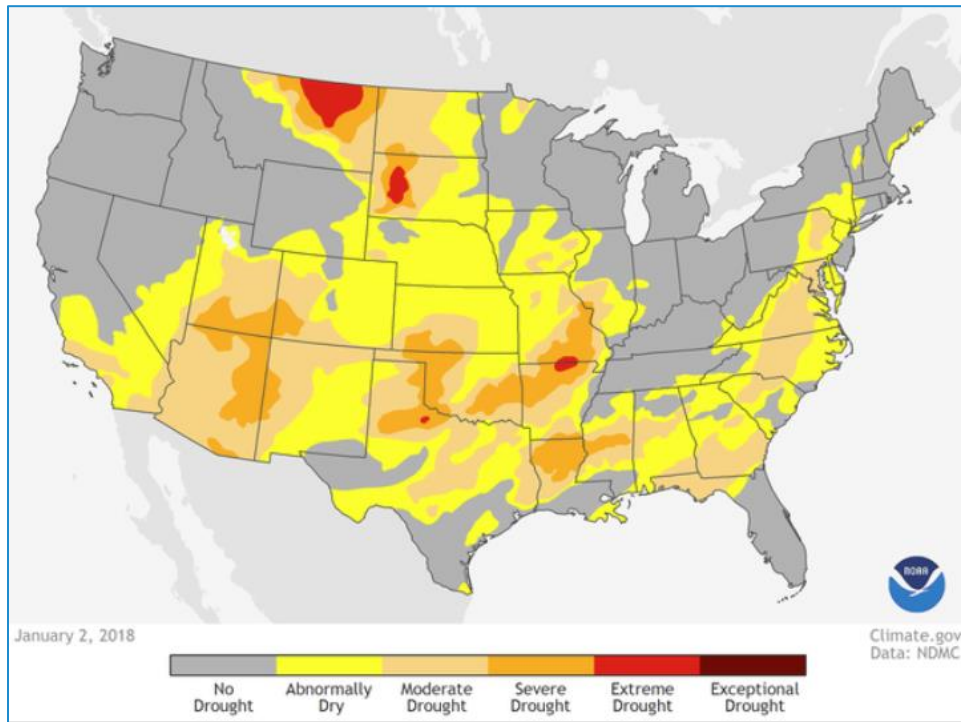 NOAA
January 2, 2018
Climate.gov
Data: NDMC
No
Drought
Abnormally
Dry
Moderate
Drought
Severe
Drought
Extreme
Drought
Exceptional
Drought